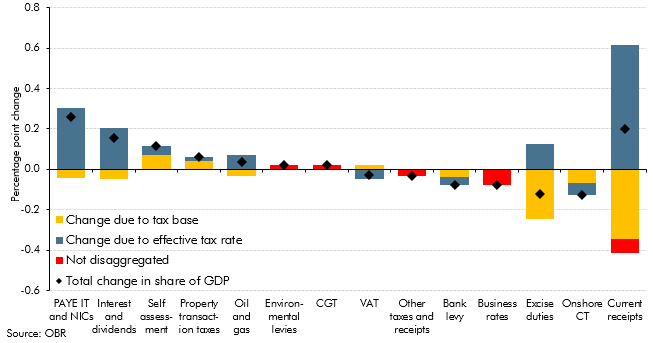 0.8
0.6
0.4
0.2
0.0
-0.2
-0.4
-0.6
Percentage point change
Change due to tax base
Change due to effective tax rate
Not disaggregated
Total change in share of GDP
PAYE IT
and NICs
Interest
and
dividends
Self
assess-
ment
Property
transact-
ion taxes
Oil
and
gas
Environ-
mental
levies
CGT
VAT
Other
taxes and
receipts
Bank
levy
Business
rates
Excise
duties
Onshore
CT
Current
receipts
Source: OBR